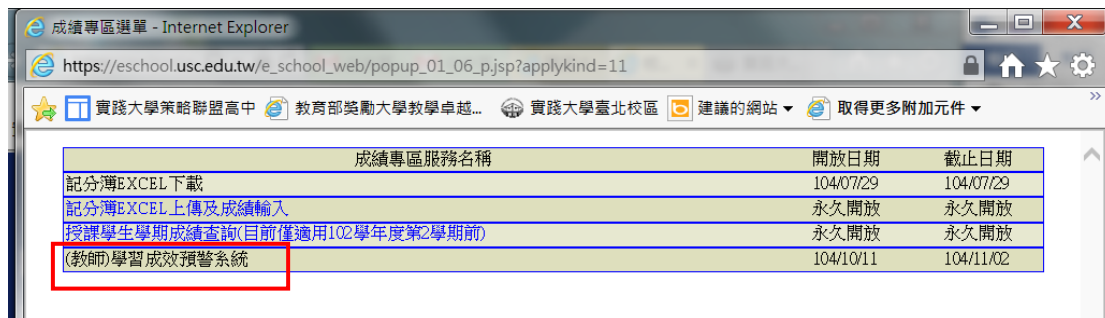 成績專區選單 - Internet Explorer
https://eschool.usc.edu.tw/e_school_web/popup_01_06_p.jsp?applykind=11
實踐大學策略聯盟高中 教育部獎勵大學教學卓越... 實踐大學臺北校區 建議的網站 ▼ 取得更多附加元件 ▼ »
成績專區服務名稱 開放日期 截止日期
記分簿EXCEL下載 104/07/29 104/07/29
記分簿EXCEL上傳及成績輸入 永久開放 永久開放
授課學生學期成績查詢(目前僅適用102學年度第2學期前) 永久開放 永久開放
(教師)學習成效預警系統 104/10/11 104/11/02